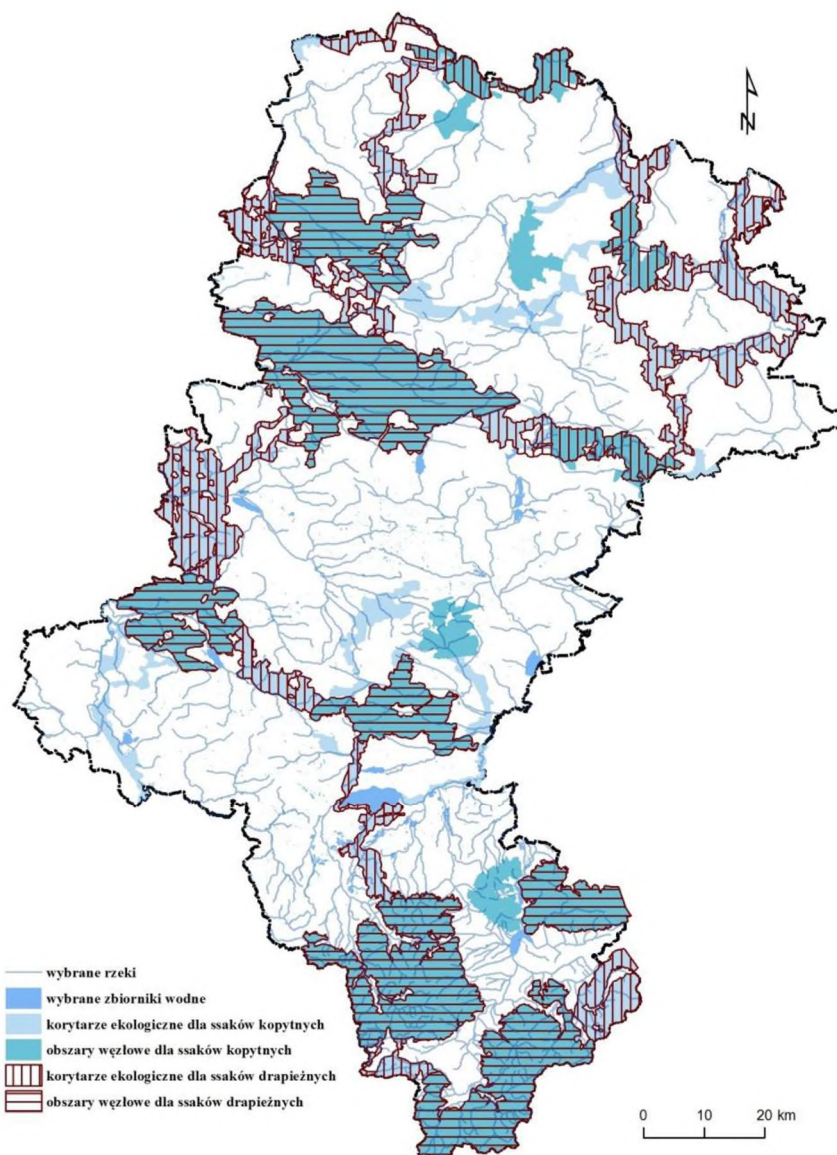 N
wybrane rzeki
wybrane zbiorniki wodne
korytarze ekologiczne dla ssaków kopytnych
obszary węzłowe dla ssaków kopytnych
korytarze ekologiczne dla ssaków drapieżnych
obszary węzłowe dla ssaków drapieżnych
0 10 20 km